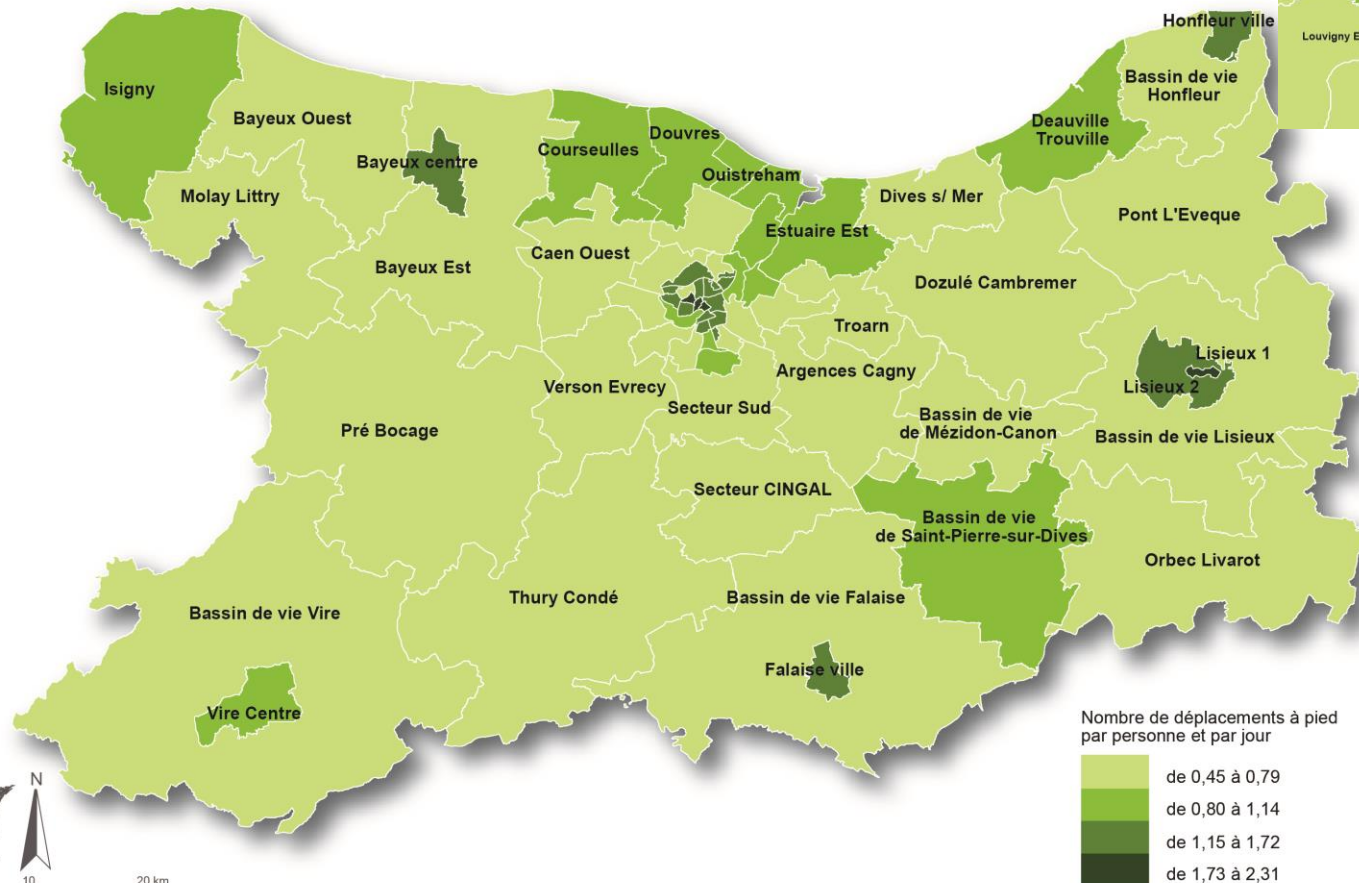 Honfleur ville
Louvigny E
Isigny
Bassin de vie
Honfleur
Bayeux Ouest
Deauville
Trouville
Douvres
Courseulles
Bayeux centre
Ouistreham
Molay Littry
Dives s/ Mer
Pont L'Eveque
Estuaire Est
Caen Ouest
Bayeux Est
Dozulé Cambremer
Troarn
Lisieux 1
Argences Cagny
Verson Evrecy
Lisieux 2
Secteur Sud
Bassin de vie
de Mézidon-Canon
Pré Bocage
Bassin de vie Lisieux
Secteur CINGAL
Bassin de vie
de Saint-Pierre-sur-Dives
Orbec Livarot
Thury Condé
Bassin de vie Falaise
Bassin de vie Vire
Falaise ville
Vire Centre
Nombre de déplacements à pied
par personne et par jour
de 0,45 à 0,79
de 0,80 à 1,14
de 1,15 à 1,72
de 1,73 à 2,31
N
10 20 km